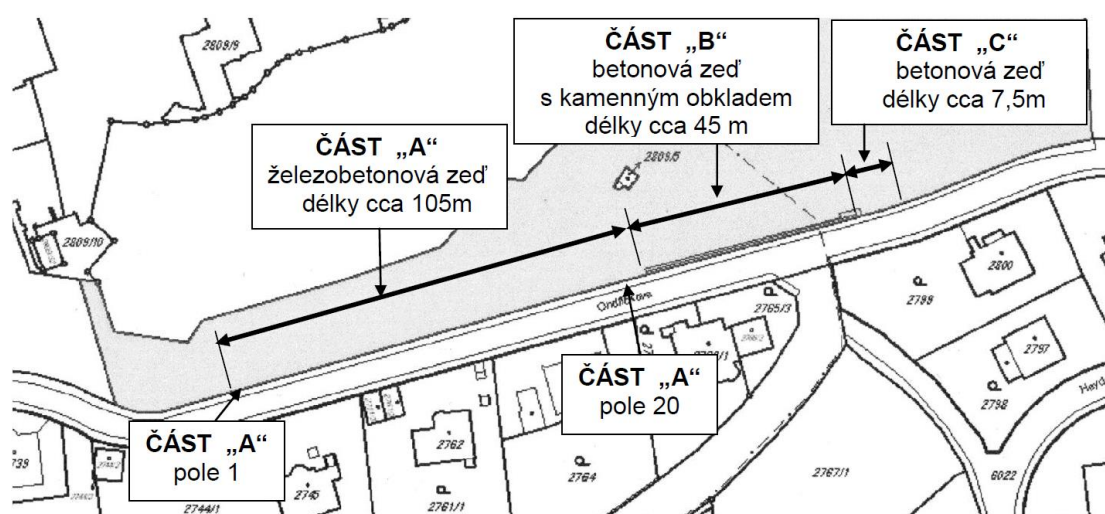 2809/9
ČÁST „B“
betonová zeď
s kamenným obkladem
délky cca 45 m
ČÁST „C“
betonová zeď
délky cca 7,5m
ČÁST „A“
železobetonová zeď
délky cca 105m
2809/5
2809/10
2800
2799
2765/3
2797
2798
ČÁST „A“
pole 20
ČÁST „A“
pole 1
2762
2764
2767/1
6022
2745
2744/1
2761/1